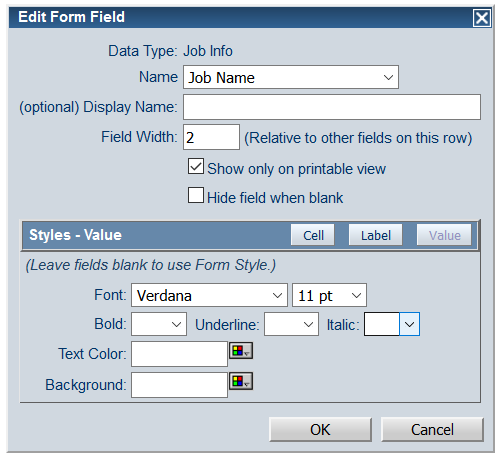 Edit Form Field
Data Type: Job Info
Name Job Name
(optional) Display Name:
Field Width: 2 (Relative to other fields on this row)
Show only on printable view
Hide field when blank
Styles - Value Cell Label Value
(Leave fields blank to use Form Style.)
Font: Verdana 11 pt
Bold: Underline: Italic:
Text Color:
Background:
OK Cancel